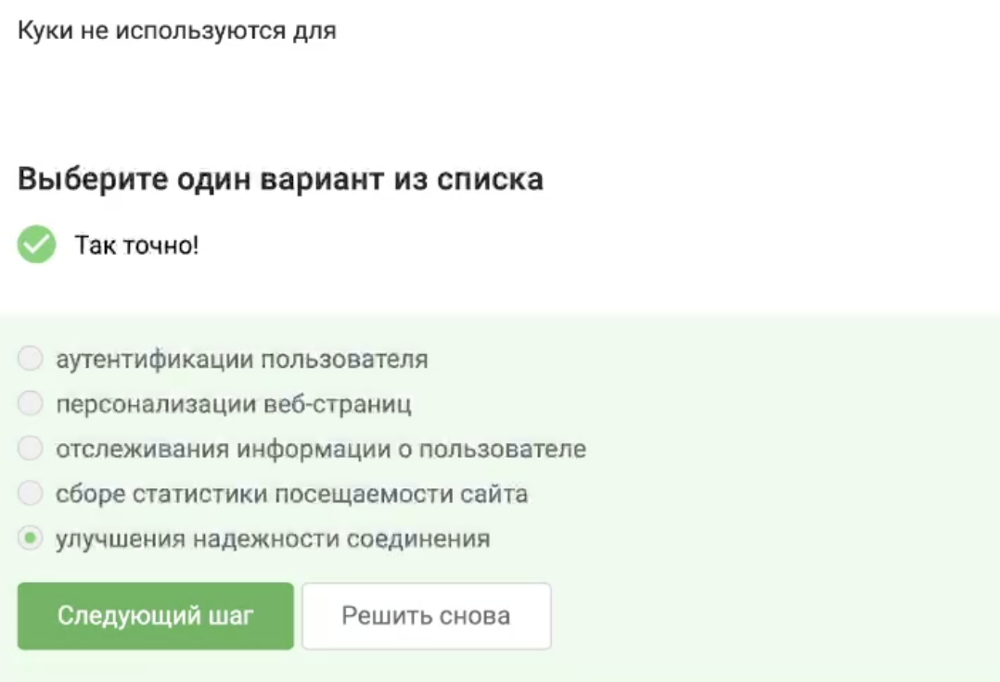 Куки не используются для
Выберите один вариант из списка
Так точно!
аутентификации пользователя
персонализации веб-страниц
отслеживания информации о пользователе
сборе статистики посещаемости сайта
улучшения надежности соединения
Следующий шаг
Решить снова